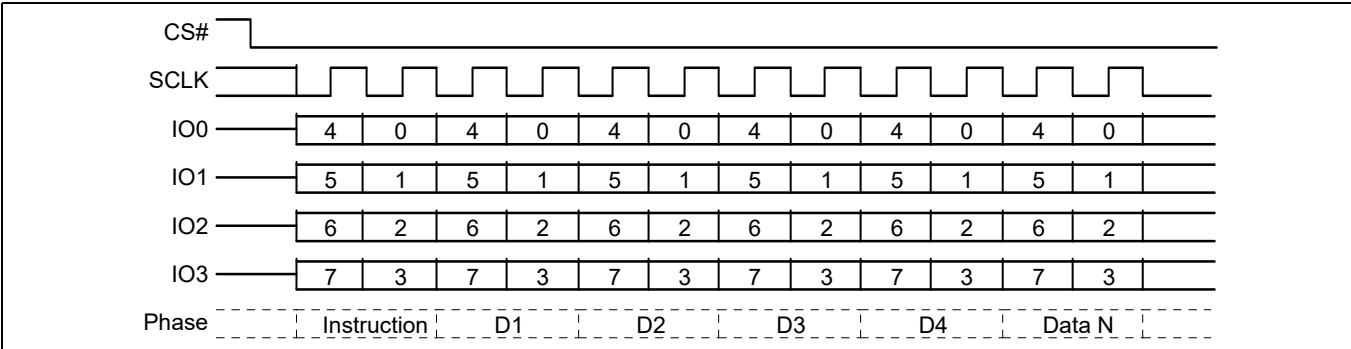 CS#
SCLK
IO0 4 0 4 0 4 0 4 0 4 0 4 0
IO1 5 1 5 1 5 1 5 1 5 1 5 1
IO2 6 2 6 2 6 2 6 2 6 2 6 2
IO3 7 3 7 3 7 3 7 3 7 3 7 3
Phase Instruction D1 D2 D3 D4 Data N